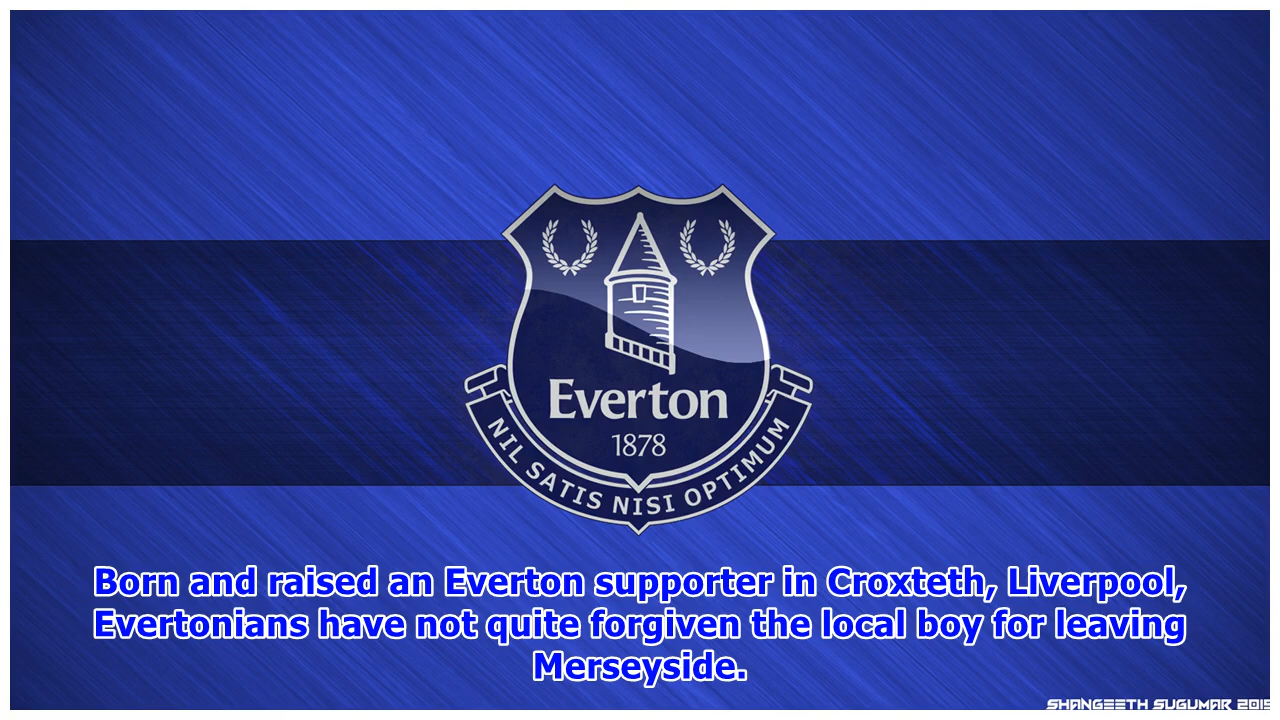 Everton
1878
NIL SATIS NISI OPTIMUM
Born and raised an Everton supporter in Croxteth, Liverpool,
Evertonians have not quite forgiven the local boy for leaving
Merseyside.
SHANGEETH SUGUMAR 2015